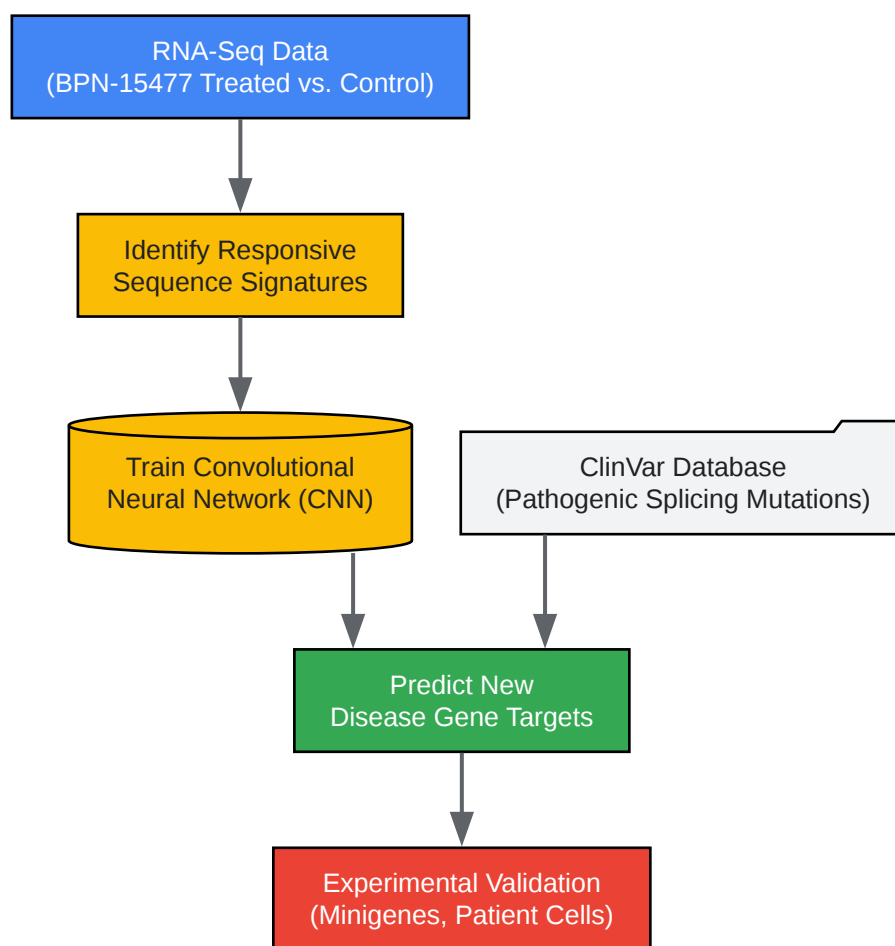 RNA-Seq Data
(BPN-15477 Treated vs. Control)
Identify Responsive
Sequence Signatures
Train Convolutional
Neural Network (CNN)
ClinVar Database
(Pathogenic Splicing Mutations)
Predict New
Disease Gene Targets
Experimental Validation
(Minigenes, Patient Cells)